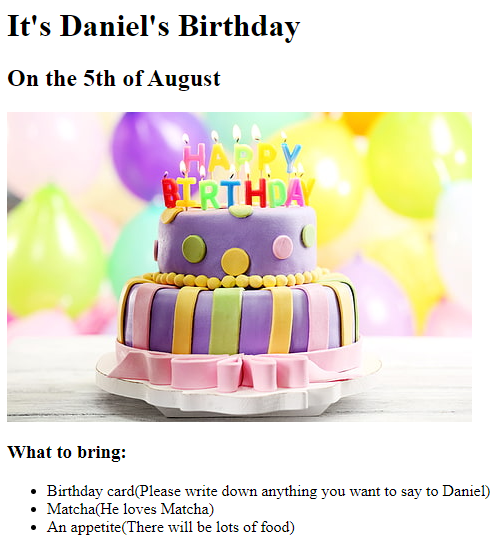 It's Daniel's Birthday
On the 5th of August
HAPPY
BIRTHDAY
What to bring:
Birthday card(Please write down anything you want to say to Daniel)
Matcha(He loves Matcha)
An appetite(There will be lots of food)